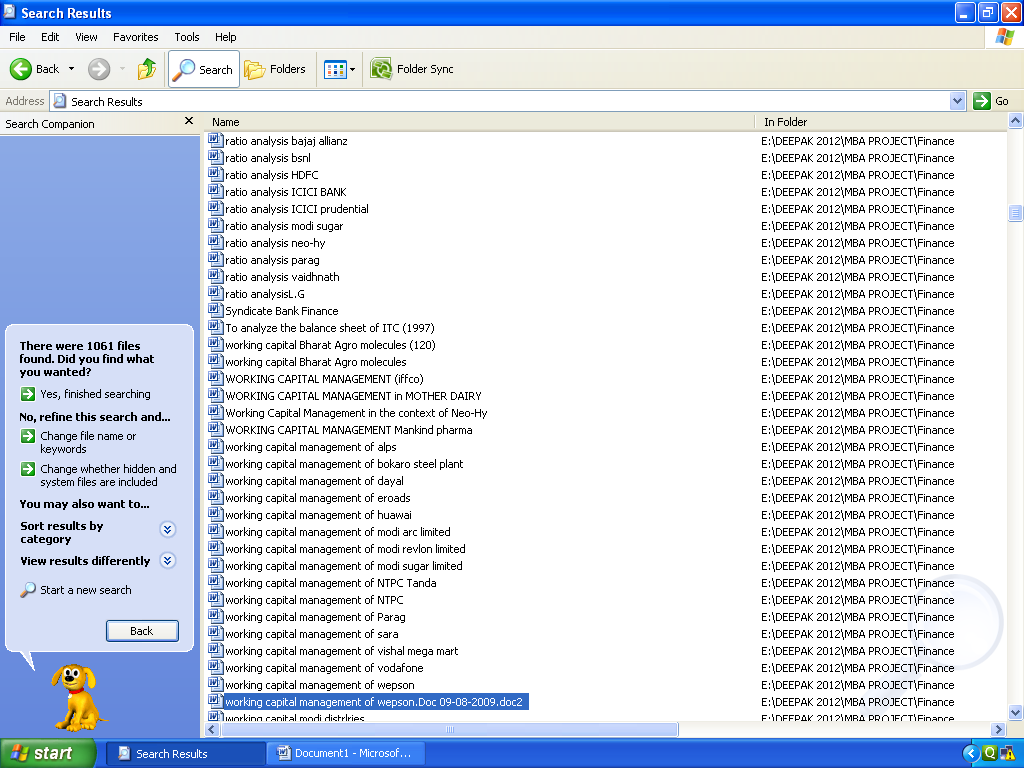 Search Results
File Edit View Favorites Tools Help
Back Search Folders Folder Sync
Address Search Results Go
Search Companion
Name In Folder
ratio analysis bajaj allianz E:\DEEPAK 2012\MBA PROJECT\Finance
ratio analysis bsnl E:\DEEPAK 2012\MBA PROJECT\Finance
ratio analysis HDFC E:\DEEPAK 2012\MBA PROJECT\Finance
ratio analysis ICICI BANK E:\DEEPAK 2012\MBA PROJECT\Finance
ratio analysis ICICI prudential E:\DEEPAK 2012\MBA PROJECT\Finance
ratio analysis modi sugar E:\DEEPAK 2012\MBA PROJECT\Finance
ratio analysis neo-hy E:\DEEPAK 2012\MBA PROJECT\Finance
ratio analysis parag E:\DEEPAK 2012\MBA PROJECT\Finance
ratio analysis vaidhnath E:\DEEPAK 2012\MBA PROJECT\Finance
ratio analysisL.G E:\DEEPAK 2012\MBA PROJECT\Finance
Syndicate Bank Finance E:\DEEPAK 2012\MBA PROJECT\Finance
To analyze the balance sheet of ITC (1997) E:\DEEPAK 2012\MBA PROJECT\Finance
working capital Bharat Agro molecules (120) E:\DEEPAK 2012\MBA PROJECT\Finance
working capital Bharat Agro molecules E:\DEEPAK 2012\MBA PROJECT\Finance
WORKING CAPITAL MANAGEMENT (iffco) E:\DEEPAK 2012\MBA PROJECT\Finance
WORKING CAPITAL MANAGEMENT in MOTHER DAIRY E:\DEEPAK 2012\MBA PROJECT\Finance
Working Capital Management in the context of Neo-Hy E:\DEEPAK 2012\MBA PROJECT\Finance
WORKING CAPITAL MANAGEMENT Mankind pharma E:\DEEPAK 2012\MBA PROJECT\Finance
working capital management of alps E:\DEEPAK 2012\MBA PROJECT\Finance
working capital management of bokaro steel plant E:\DEEPAK 2012\MBA PROJECT\Finance
working capital management of dayal E:\DEEPAK 2012\MBA PROJECT\Finance
working capital management of eroads E:\DEEPAK 2012\MBA PROJECT\Finance
working capital management of huawai E:\DEEPAK 2012\MBA PROJECT\Finance
working capital management of modi arc limited E:\DEEPAK 2012\MBA PROJECT\Finance
working capital management of modi revlon limited E:\DEEPAK 2012\MBA PROJECT\Finance
working capital management of modi sugar limited E:\DEEPAK 2012\MBA PROJECT\Finance
working capital management of NTPC Tanda E:\DEEPAK 2012\MBA PROJECT\Finance
working capital management of NTPC E:\DEEPAK 2012\MBA PROJECT\Finance
working capital management of Parag E:\DEEPAK 2012\MBA PROJECT\Finance
working capital management of sara E:\DEEPAK 2012\MBA PROJECT\Finance
working capital management of vishal mega mart E:\DEEPAK 2012\MBA PROJECT\Finance
working capital management of vodafone E:\DEEPAK 2012\MBA PROJECT\Finance
working capital management of wepson E:\DEEPAK 2012\MBA PROJECT\Finance
working capital management of wepson.Doc 09-08-2009.doc2 E:\DEEPAK 2012\MBA PROJECT\Finance
working capital modi distrlries E:\DEEPAK 2012\MBA PROJECT\Finance
There were 1061 files
found. Did you find what
you wanted?
Yes, finished searching
No, refine this search and...
Change file name or
keywords
Change whether hidden and
system files are included
You may also want to...
Sort results by
category
View results differently
Start a new search
Back
start Search Results Document1 - Microsof...